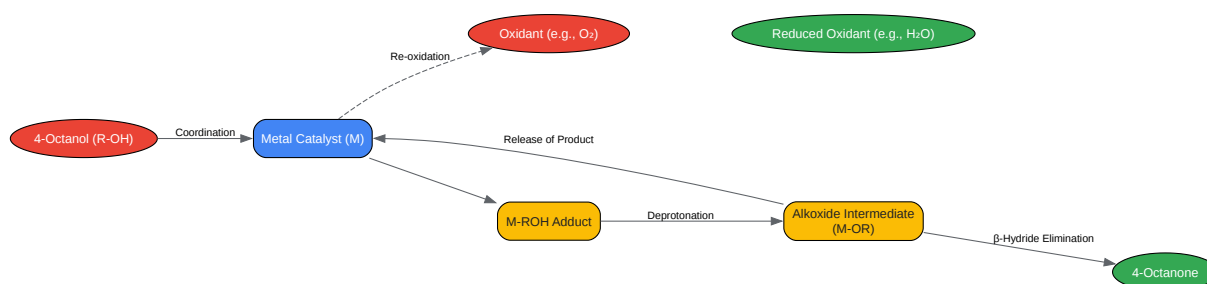 Oxidant (e.g., O₂)
Reduced Oxidant (e.g., H₂O)
Re-oxidation
4-Octanol (R-OH)
Coordination
Metal Catalyst (M)
Release of Product
M-ROH Adduct
Deprotonation
Alkoxide Intermediate
(M-OR)
β-Hydride Elimination
4-Octanone